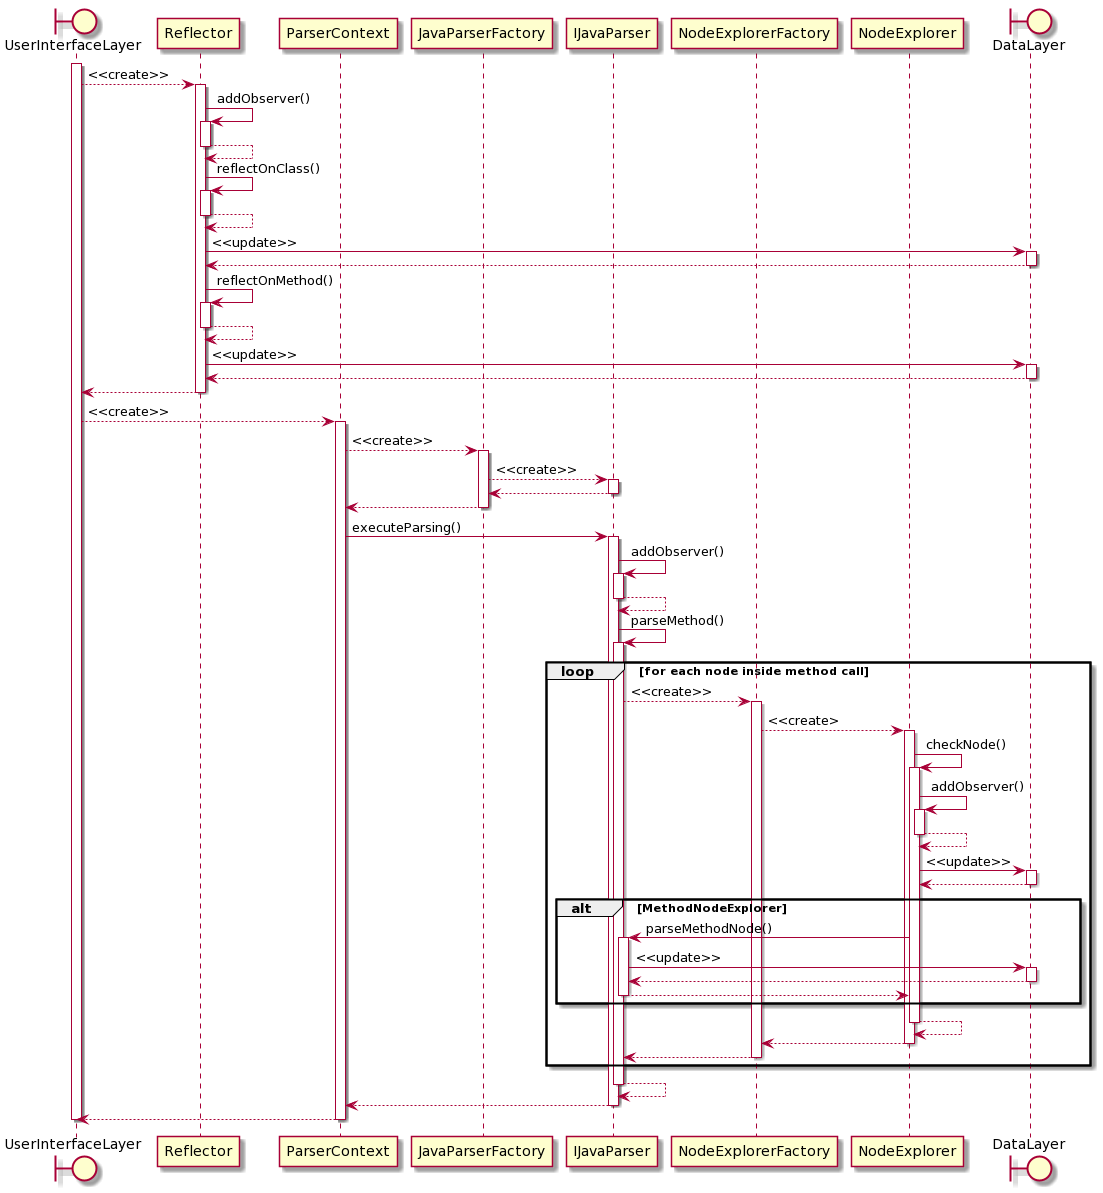 UserInterfaceLayer
Reflector
ParserContext
JavaParserFactory
IJavaParser
NodeExplorerFactory
NodeExplorer
DataLayer
<<create>>
addObserver()
reflectOnClass()
<<update>>
reflectOnMethod()
<<update>>
<<create>>
<<create>>
<<create>>
executeParsing()
addObserver()
parseMethod()
loop [for each node inside method call]
<<create>>
<<create>
checkNode()
addObserver()
<<update>>
alt [MethodNodeExplorer]
parseMethodNode()
<<update>>
UserInterfaceLayer
Reflector
ParserContext
JavaParserFactory
IJavaParser
NodeExplorerFactory
NodeExplorer
DataLayer